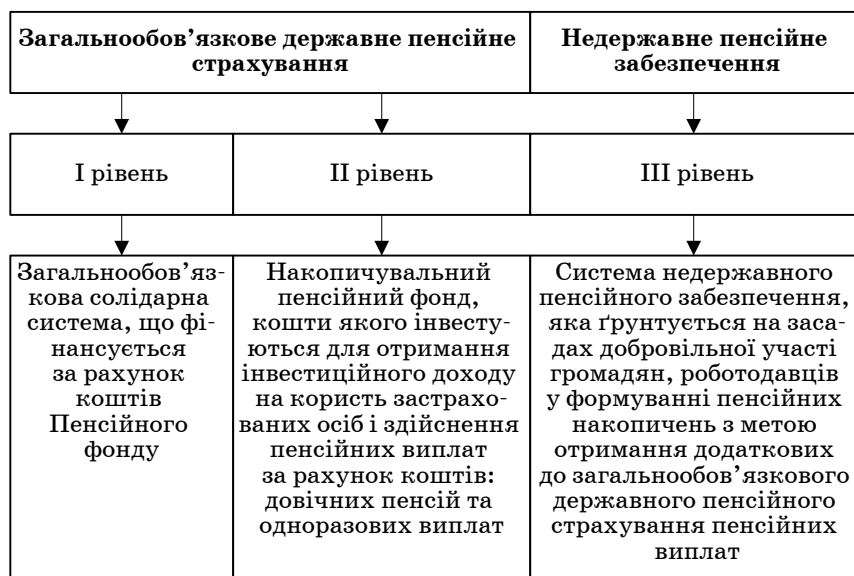 Загальнообов’язкове державне пенсійне
страхування
Недержавне пенсійне
забезпечення
I рівень
II рівень
III рівень
Загальнообов’яз-
кова солідарна
система, що фі-
нансується
за рахунок
коштів
Пенсійного
фонду
Накопичувальний
пенсійний фонд,
кошти якого інвесту-
ються для отримання
інвестиційного доходу
на користь застрахо-
ваних осіб і здійснення
пенсійних виплат
за рахунок коштів:
довічних пенсій та
одноразових виплат
Система недержавного
пенсійного забезпечення,
яка ґрунтується на заса-
дах добровільної участі
громадян, роботодавців
у формуванні пенсійних
накопичень з метою
отримання додаткових
до загальнообов’язкового
державного пенсійного
страхування пенсійних
виплат